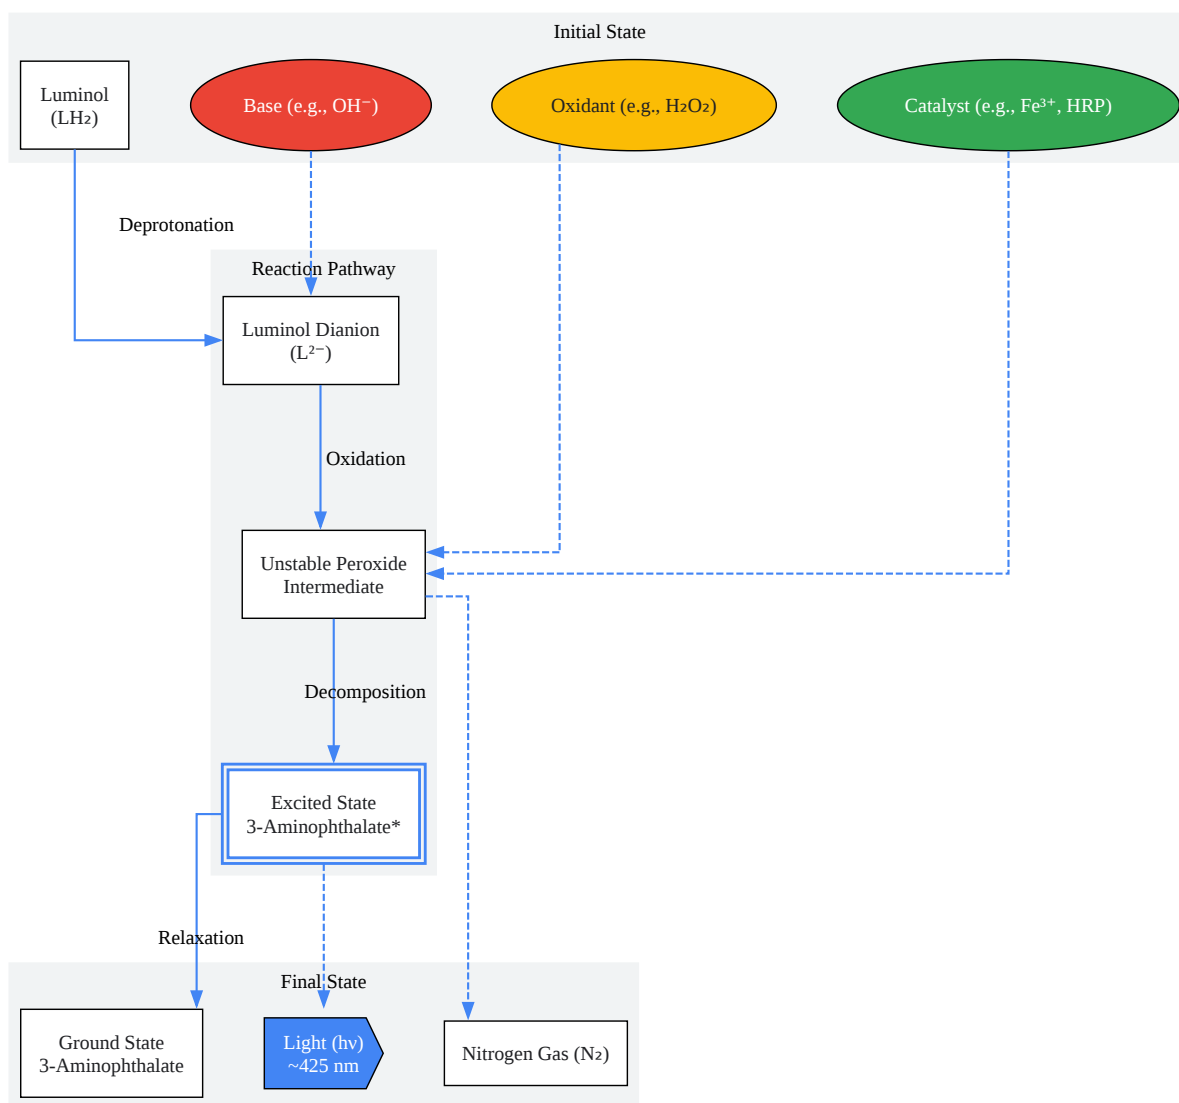 Initial State
Luminol
(LH₂)
Base (e.g., OH⁻)
Oxidant (e.g., H₂O₂)
Catalyst (e.g., Fe³⁺, HRP)
Deprotonation
Reaction Pathway
Luminol Dianion
(L²⁻)
Oxidation
Unstable Peroxide
Intermediate
Decomposition
Excited State
3-Aminophthalate*
Relaxation
Final State
Ground State
3-Aminophthalate
Light (hν)
~425 nm
Nitrogen Gas (N₂)